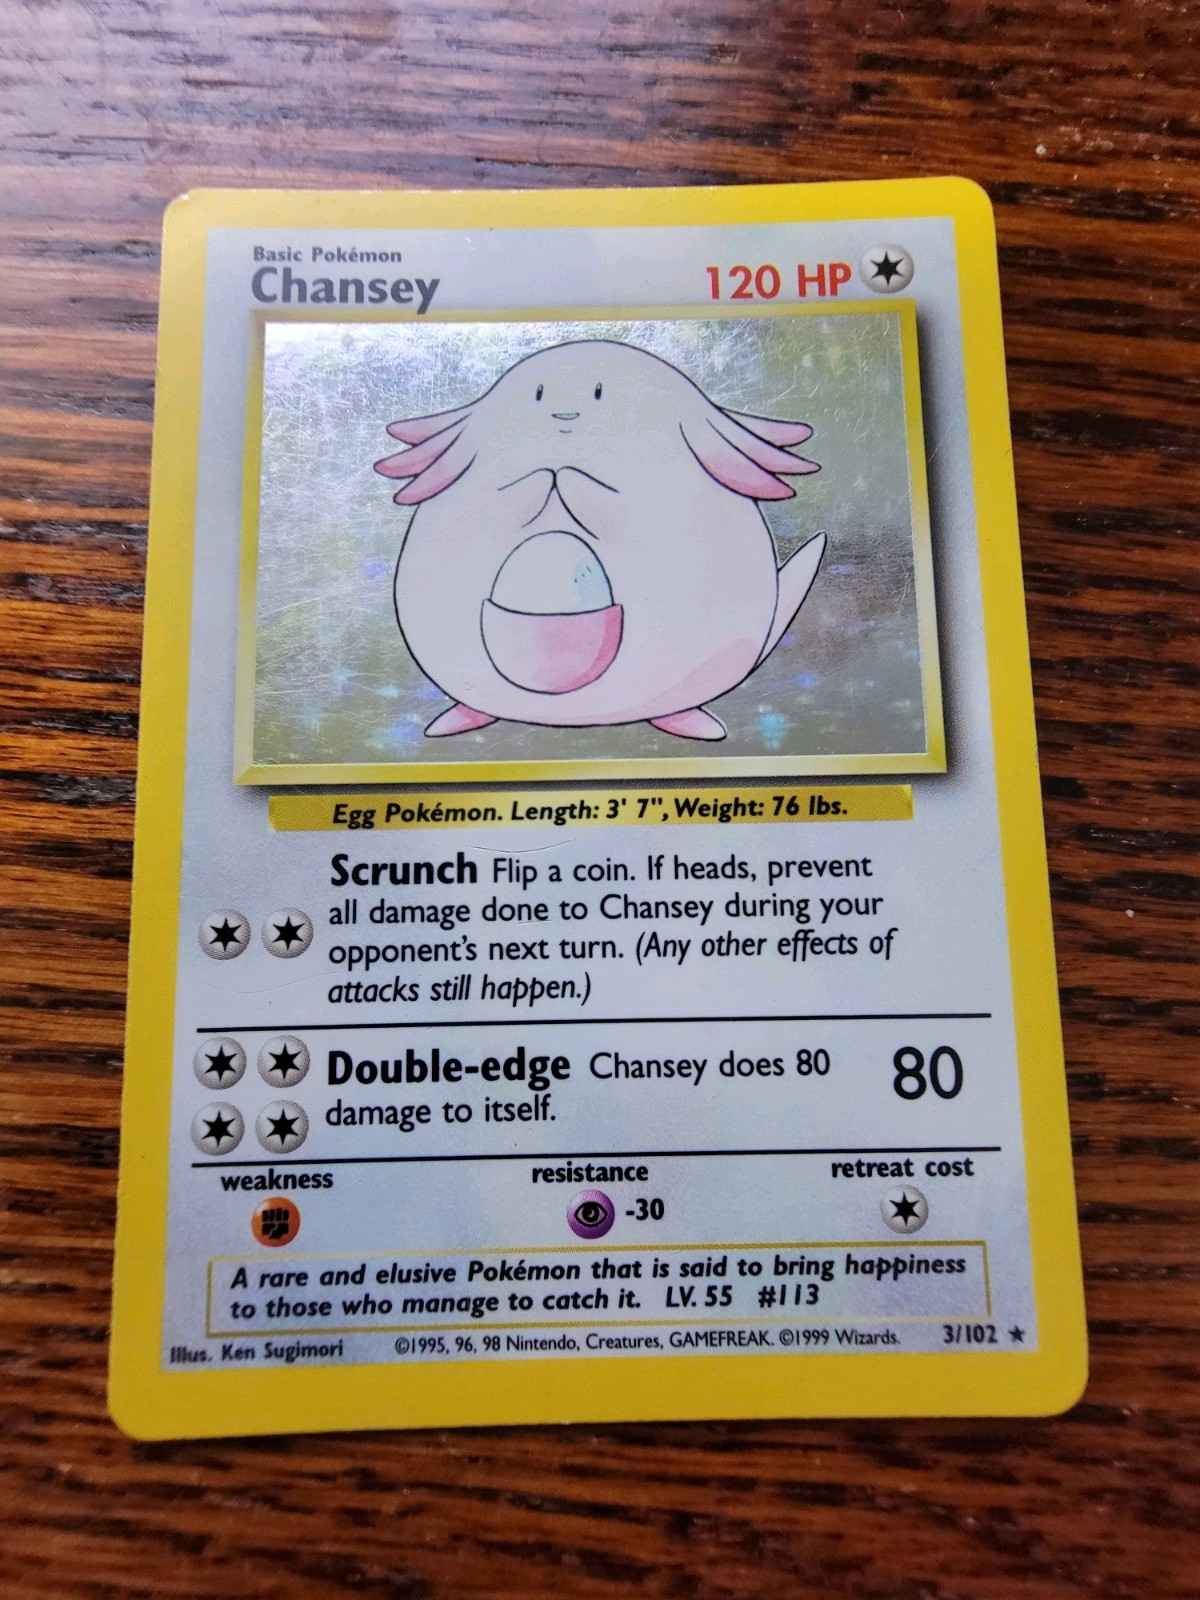 Basic Pokémon
Chansey
120 HP
Egg Pokémon. Length: 3' 7", Weight: 76 lbs.
Scrunch Flip a coin. If heads, prevent
all damage done to Chansey during your
opponent's next turn. (Any other effects of
attacks still happen.)
Double-edge Chansey does 80
damage to itself.
80
weakness
resistance
retreat cost
-30
A rare and elusive Pokémon that is said to bring happiness
to those who manage to catch it. LV. 55 #113
Illus. Ken Sugimori
©1995, 96, 98 Nintendo, Creatures, GAMEFREAK. ©1999 Wizards.
3/102 ★